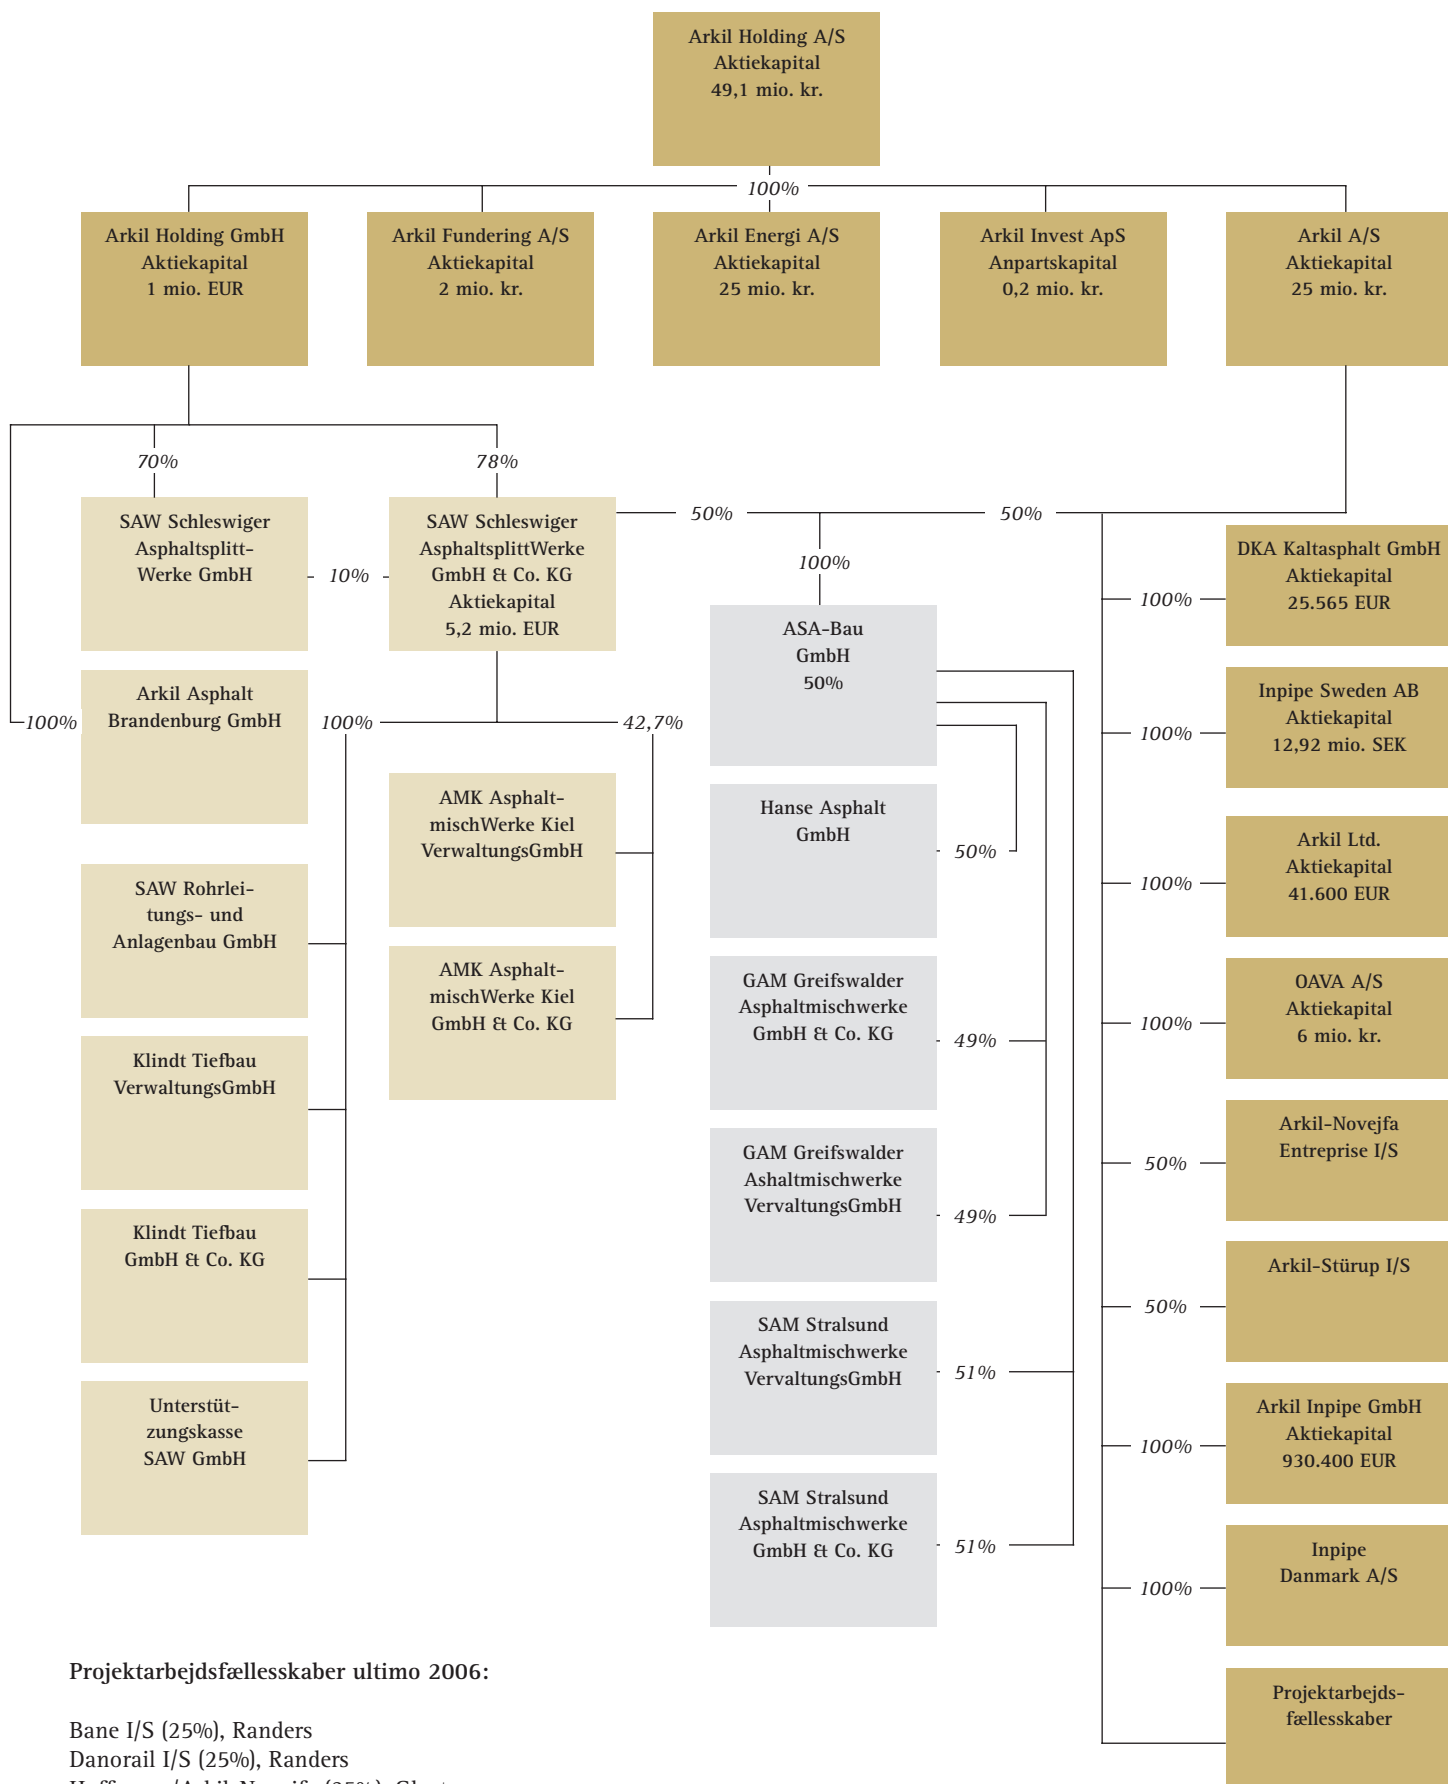 Arkil Holding A/S
Aktiekapital
49,1 mio. kr.
100%
Arkil Holding GmbH
Aktiekapital
1 mio. EUR
Arkil Fundering A/S
Aktiekapital
2 mio. kr.
Arkil Energi A/S
Aktiekapital
25 mio. kr.
Arkil Invest ApS
Anpartskapital
0,2 mio. kr.
Arkil A/S
Aktiekapital
25 mio. kr.
70%
78%
SAW Schleswiger
Asphaltsplitt-
Werke GmbH
10%
SAW Schleswiger
AsphaltsplittWerke
GmbH & Co. KG
Aktiekapital
5,2 mio. EUR
50%
50%
100%
100%
Arkil Asphalt
Brandenburg GmbH
100%
42,7%
SAW Rohrlei-
tungs- und
Anlagenbau GmbH
Klindt Tiefbau
VerwaltungsGmbH
Klindt Tiefbau
GmbH & Co. KG
Unterstüt-
zungskasse
SAW GmbH
AMK Asphalt-
mischWerke Kiel
VerwaltungsGmbH
AMK Asphalt-
mischWerke Kiel
GmbH & Co. KG
ASA-Bau
GmbH
50%
Hanse Asphalt
GmbH
50%
GAM Greifswalder
Asphaltmischwerke
GmbH & Co. KG
49%
GAM Greifswalder
Ashaltmischwerke
VervaltungsGmbH
49%
SAM Stralsund
Asphaltmischwerke
VervaltungsGmbH
51%
SAM Stralsund
Asphaltmischwerke
GmbH & Co. KG
51%
100%
DKA Kaltasphalt GmbH
Aktiekapital
25.565 EUR
100%
Inpipe Sweden AB
Aktiekapital
12,92 mio. SEK
100%
Arkil Ltd.
Aktiekapital
41.600 EUR
100%
OAVA A/S
Aktiekapital
6 mio. kr.
50%
Arkil-Novejfa
Entreprise I/S
50%
Arkil-Stürup I/S
100%
Arkil Inpipe GmbH
Aktiekapital
930.400 EUR
100%
Inpipe
Danmark A/S
Projektarbejds-
fællesskaber
Projektarbejdsfællesskaber ultimo 2006:
Bane I/S (25%), Randers
Danorail I/S (25%), Randers